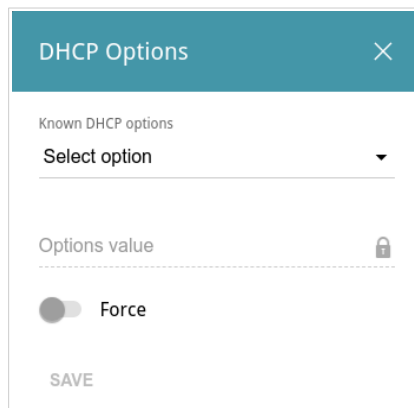 DHCP Options
Known DHCP options
Select option
Options value
Force
SAVE